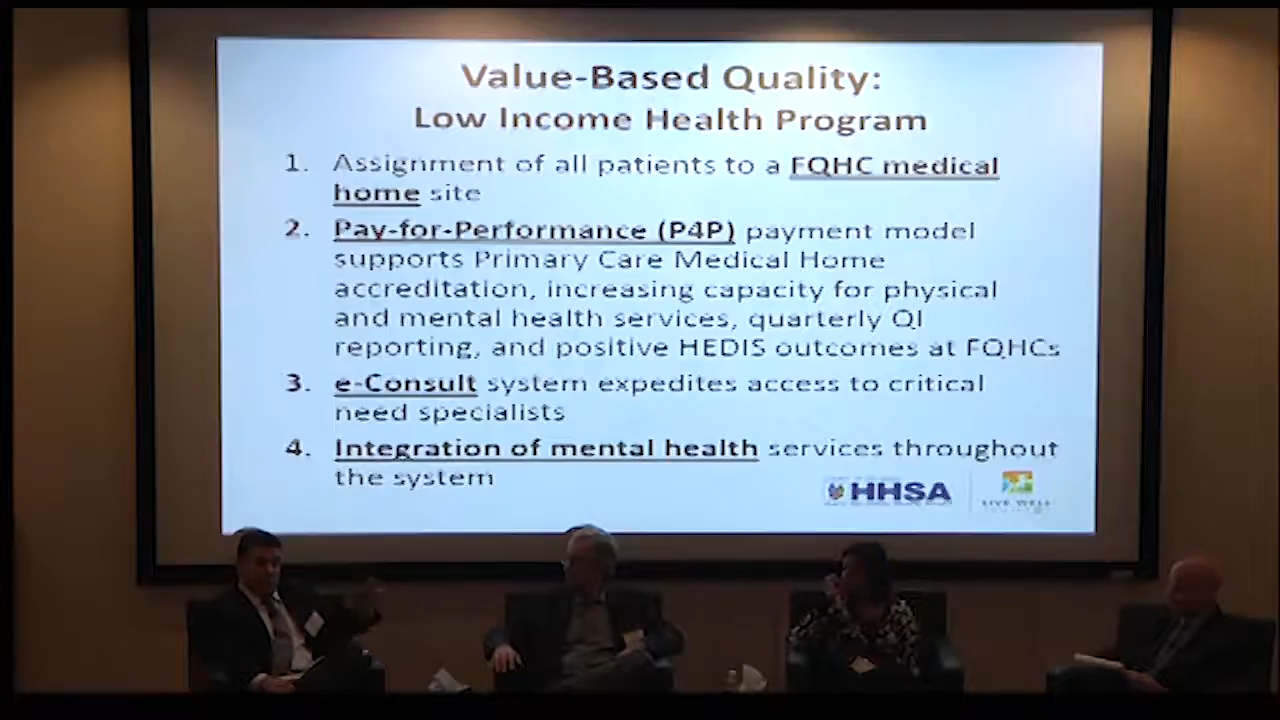 Value-Based Quality:
Low Income Health Program
1. Assignment of all patients to a FQHC medical
home site
2. Pay-for-Performance (P4P) payment model
supports Primary Care Medical Home
accreditation, increasing capacity for physical
and mental health services, quarterly QI
reporting, and positive HEDIS outcomes at FQHCs
3. e-Consult system expedites access to critical
need specialists
4. Integration of mental health services throughout
the system
HHSA
LIVE WELL